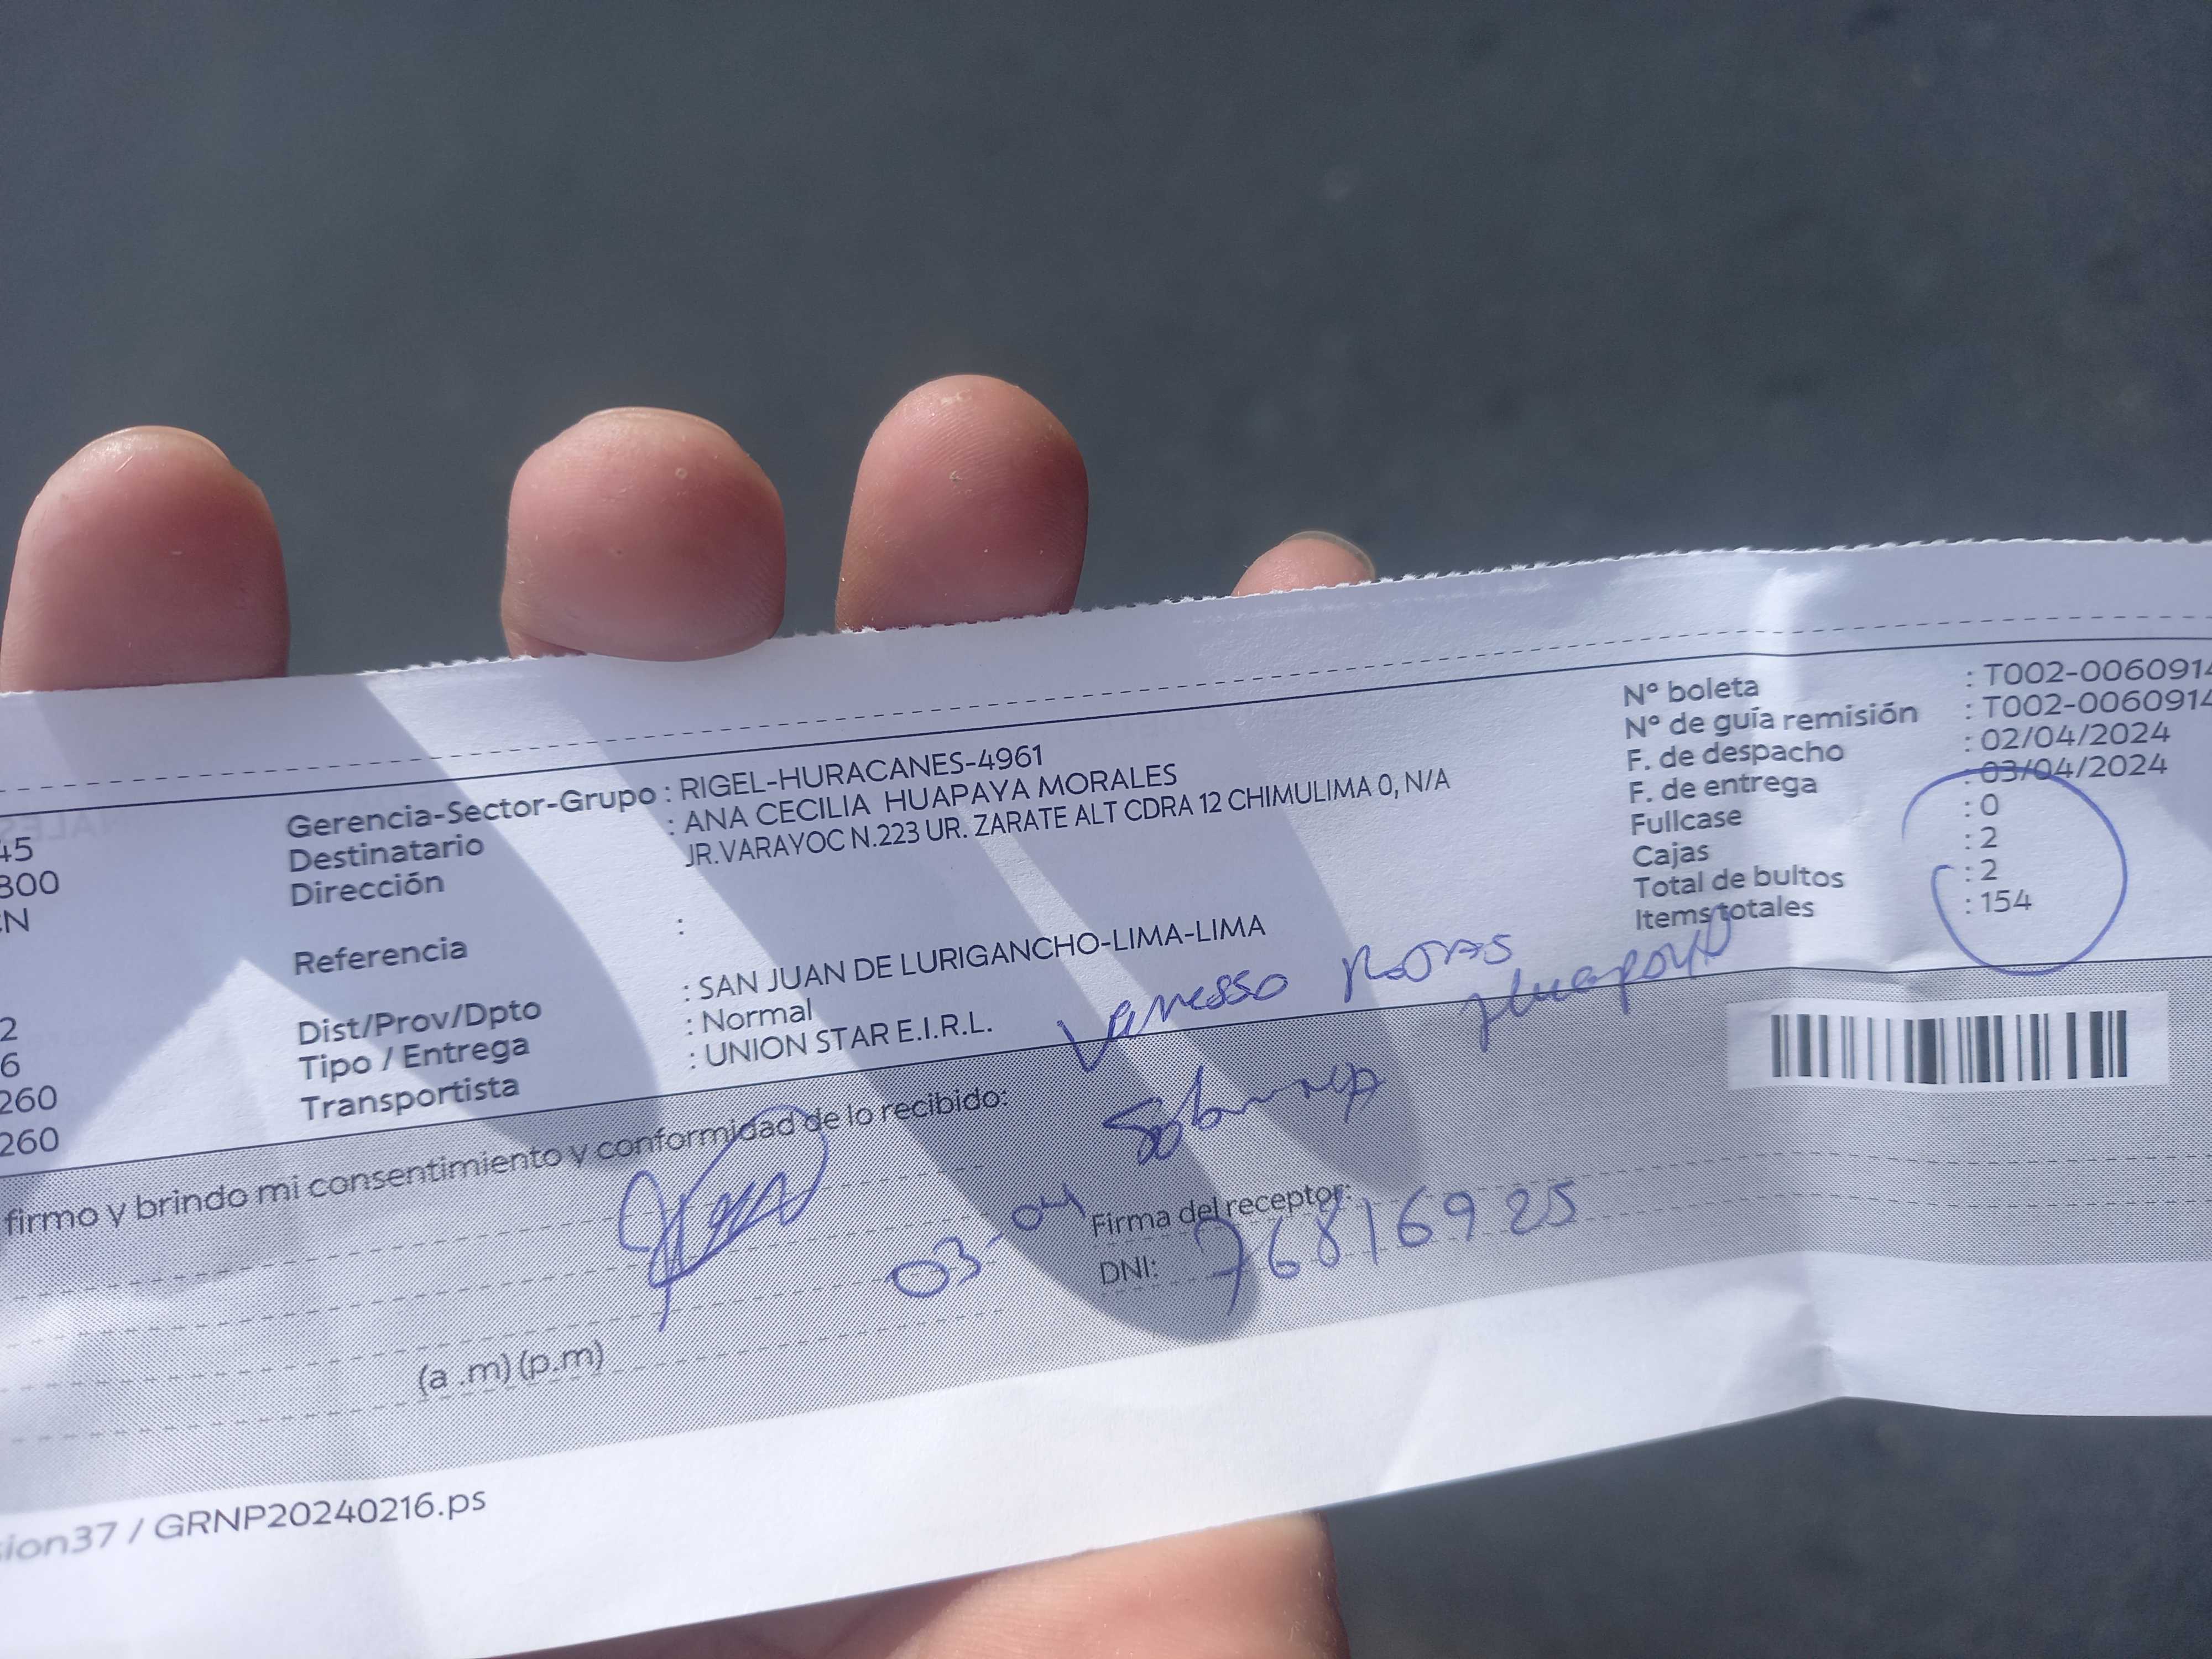 45
300
N
2
6
260
260
Gerencia-Sector-Grupo : RIGEL-HURACANES-4961
Destinatario : ANA CECILIA HUAPAYA MORALES
Dirección JR.VARAYOC N.223 UR. ZARATE ALT CDRA 12 CHIMULIMA 0, N/A
Referencia :
Dist/Prov/Dpto : SAN JUAN DE LURIGANCHO-LIMA-LIMA
Tipo / Entrega : Normal
Transportista : UNION STAR E.I.R.L.
N° boleta : T002-0060914
N° de guía remisión : T002-0060914
F. de despacho : 02/04/2024
F. de entrega : 03/04/2024
Fullcase : 0
Cajas : 2
Total de bultos : 2
Items totales : 154
Vanessa Rojas
Huapaya
Sobrina
firmo y brindo mi consentimiento y conformidad de lo recibido:
03-04
Firma del receptor:
DNI: 76816925
(a .m) (p.m)
sion37 / GRNP20240216.ps